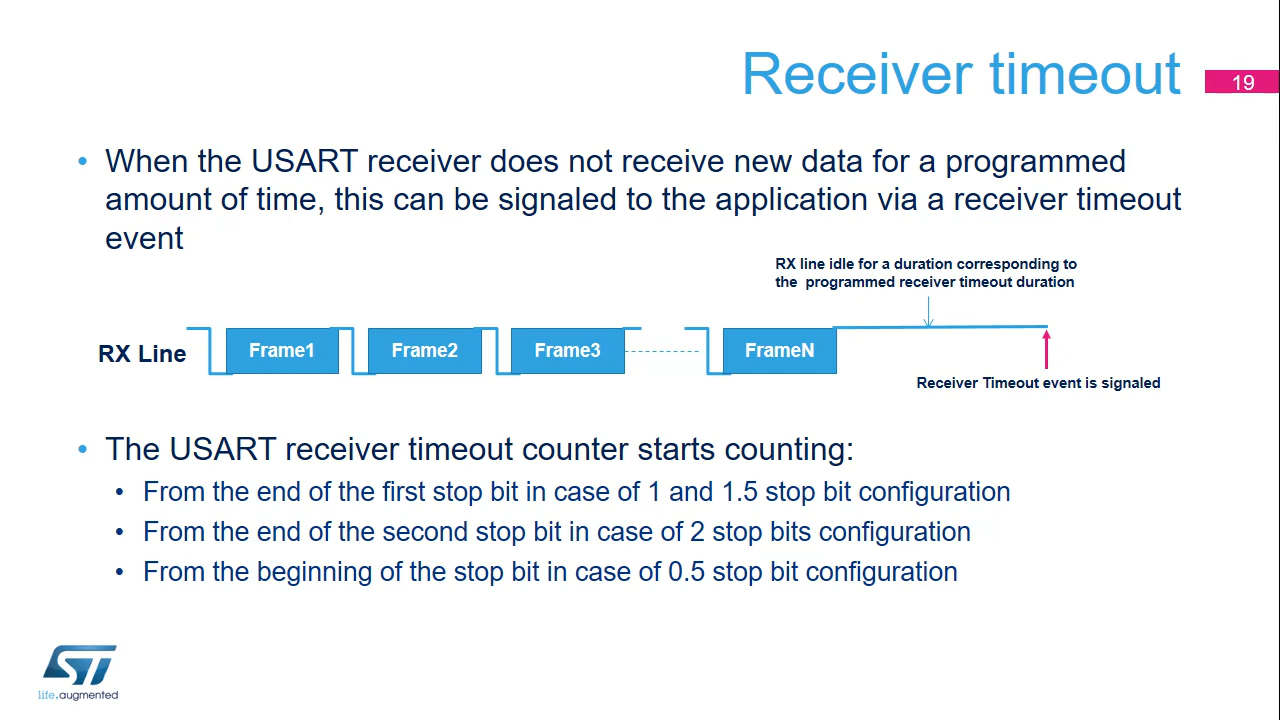 Receiver timeout
19
• When the USART receiver does not receive new data for a programmed
amount of time, this can be signaled to the application via a receiver timeout
event
RX line idle for a duration corresponding to
the programmed receiver timeout duration
RX Line
Frame1
Frame2
Frame3
FrameN
Receiver Timeout event is signaled
• The USART receiver timeout counter starts counting:
• From the end of the first stop bit in case of 1 and 1.5 stop bit configuration
• From the end of the second stop bit in case of 2 stop bits configuration
• From the beginning of the stop bit in case of 0.5 stop bit configuration
ST
life.augmented